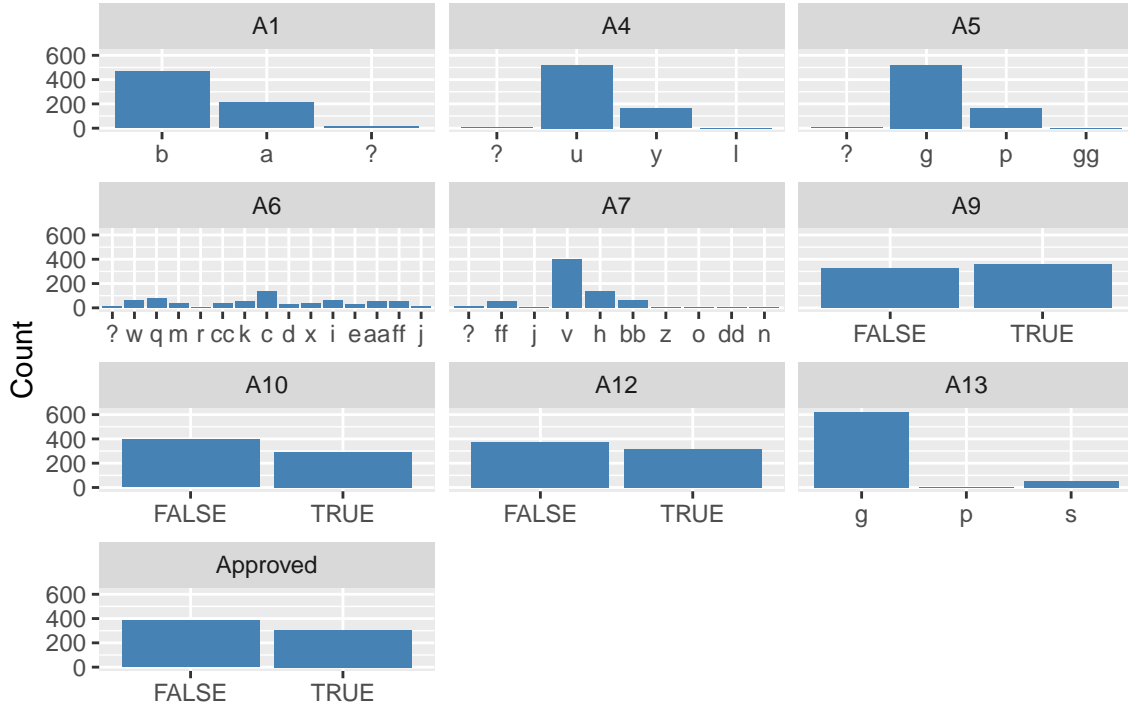 A1 A4 A5
600
400
200
0
b a ? ? u y l ? g p gg
A6 A7 A9
600
400
200
0
? w q m r cc k c d x i e aa ff j ? ff j v h bb z o dd n FALSE TRUE
Count
A10 A12 A13
600
400
200
0
FALSE TRUE FALSE TRUE g p s
Approved
600
400
200
0
FALSE TRUE